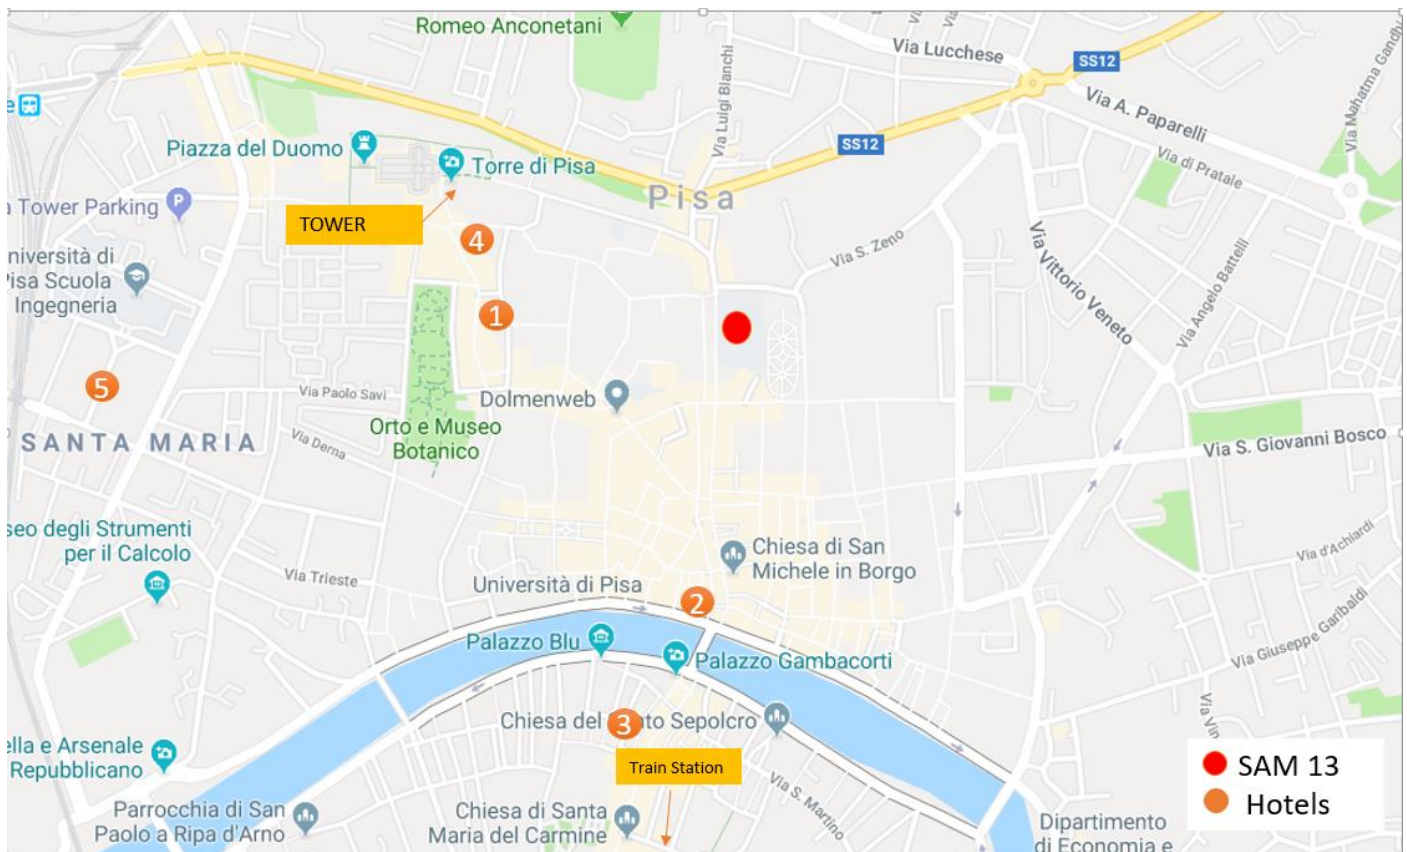 Romeo Anconetani
Via Luigi Bianchi
Via Lucchese
SS12
Via A. Paparelli
Via Mahatma Gandhi
e
Piazza del Duomo
Torre di Pisa
SS12
Via di Pratale
Pisa
a Tower Parking
P
TOWER
4
Via S. Zeno
Via Vittorio Veneto
Via Angelo Battelli
niversità di
Pisa Scuola
Ingegneria
1
5
Via Paolo Savi
Dolmenweb
SANTA MARIA
Via Derna
Orto e Museo
Botanico
Via S. Giovanni Bosco
seo degli Strumenti
per il Calcolo
Via Trieste
Università di Pisa
Chiesa di San
Michele in Borgo
Via d'Achiardi
2
Palazzo Blu
Palazzo Gambacorti
Via Giuseppe Garibaldi
Chiesa del
3
nto Sepolcro
Train Station
ella e Arsenale
Repubblicano
Via S. Martino
Parrocchia di San
Paolo a Ripa d'Arno
Chiesa di Santa
Maria del Carmine
Dipartimento
di Economia e
SAM 13
Hotels